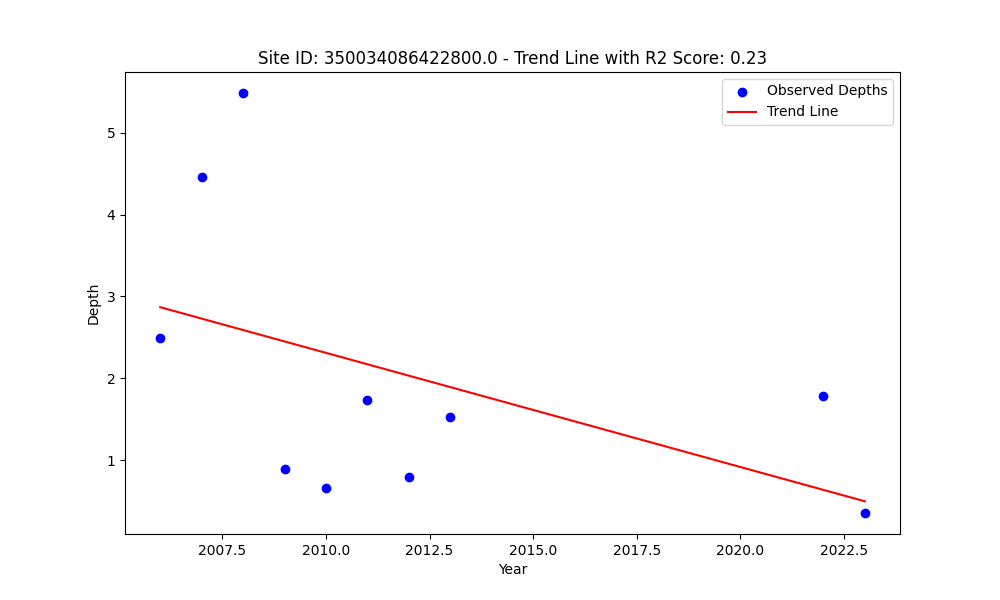 Site ID: 350034086422800.0 - Trend Line with R2 Score: 0.23
Observed Depths
Trend Line
5
4
3
2
1
Depth
2007.5
2010.0
2012.5
2015.0
2017.5
2020.0
2022.5
Year